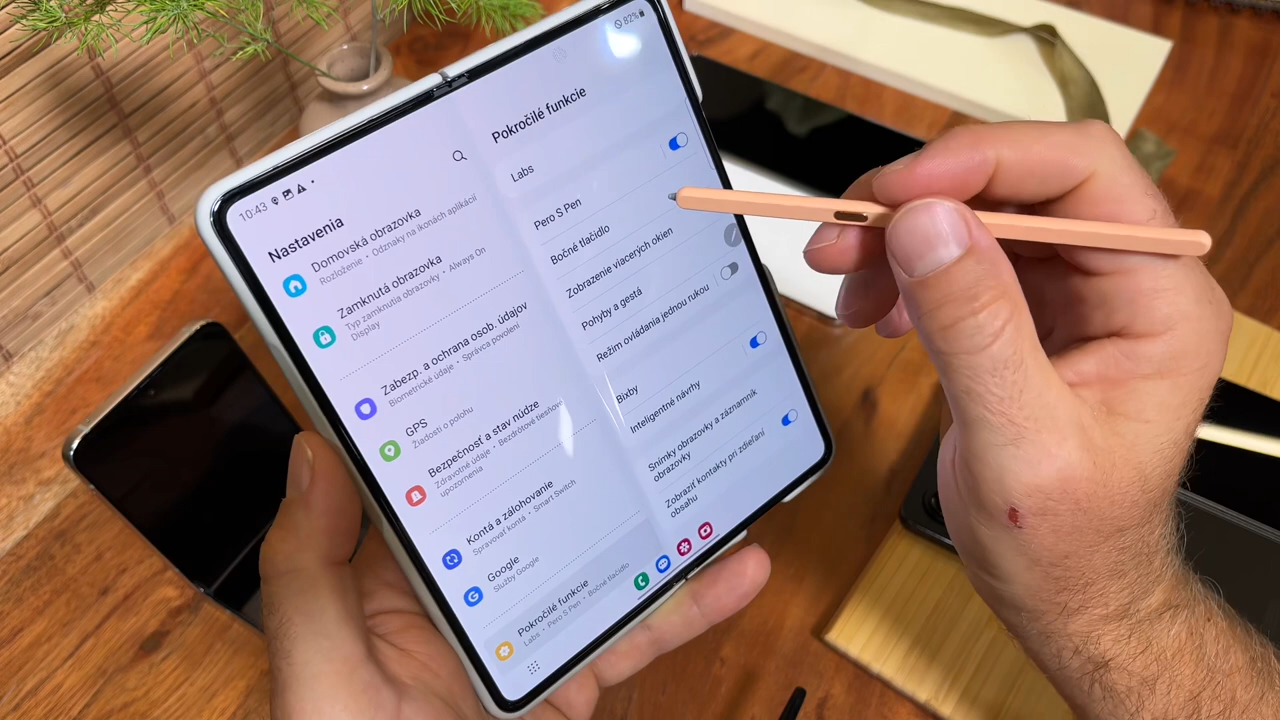 10:43
82%
Nastavenia
Domovská obrazovka
Rozloženie • Odznaky na ikonách aplikácií
Zamknutá obrazovka
Typ zamknutia obrazovky • Always On
Display
Zabezp. a ochrana osob. údajov
Biometrické údaje • Správca povolení
GPS
Žiadosti o polohu
Bezpečnosť a stav núdze
Zdravotné údaje • Bezdrôtové tiesňové
upozornenia
Kontá a zálohovanie
Spravovať kontá • Smart Switch
Google
Služby Google
Pokročilé funkcie
Labs • Pero S Pen • Bočné tlačidlo
Pokročilé funkcie
Labs
Pero S Pen
Bočné tlačidlo
Zobrazenie viacerých okien
Pohyby a gestá
Režim ovládania jednou rukou
Bixby
Inteligentné návrhy
Snímky obrazovky a záznamník
obrazovky
Zobraziť kontakty pri zdieľaní
obsahu